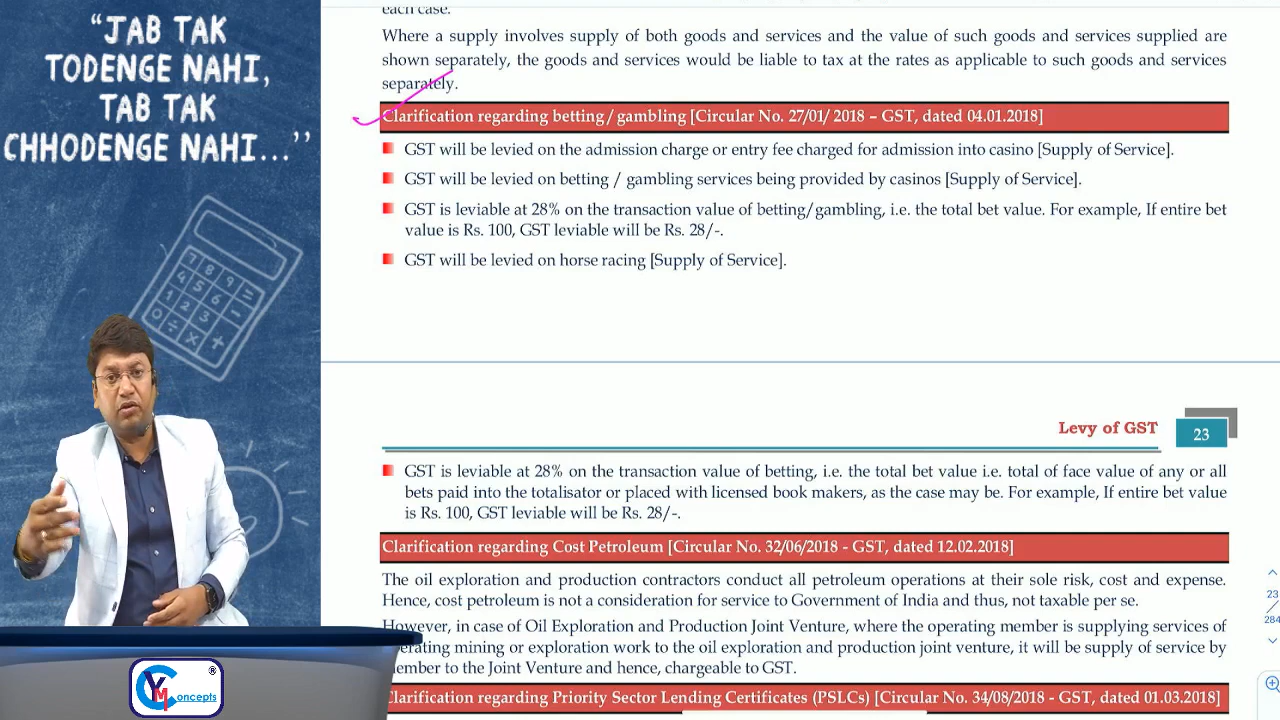 “JAB TAK
TODENGE NAHI,
TAB TAK
CHHODENGE NAHI...’’
each case.
Where a supply involves supply of both goods and services and the value of such goods and services supplied are
shown separately, the goods and services would be liable to tax at the rates as applicable to such goods and services
separately.
Clarification regarding betting / gambling [Circular No. 27/01/ 2018 – GST, dated 04.01.2018]
GST will be levied on the admission charge or entry fee charged for admission into casino [Supply of Service].
GST will be levied on betting / gambling services being provided by casinos [Supply of Service].
GST is leviable at 28% on the transaction value of betting/gambling, i.e. the total bet value. For example, If entire bet
value is Rs. 100, GST leviable will be Rs. 28/-.
GST will be levied on horse racing [Supply of Service].
Levy of GST 23
GST is leviable at 28% on the transaction value of betting, i.e. the total bet value i.e. total of face value of any or all
bets paid into the totalisator or placed with licensed book makers, as the case may be. For example, If entire bet value
is Rs. 100, GST leviable will be Rs. 28/-.
Clarification regarding Cost Petroleum [Circular No. 32/06/2018 - GST, dated 12.02.2018]
The oil exploration and production contractors conduct all petroleum operations at their sole risk, cost and expense.
Hence, cost petroleum is not a consideration for service to Government of India and thus, not taxable per se.
However, in case of Oil Exploration and Production Joint Venture, where the operating member is supplying services of
erating mining or exploration work to the oil exploration and production joint venture, it will be supply of service by
ember to the Joint Venture and hence, chargeable to GST.
Clarification regarding Priority Sector Lending Certificates (PSLCs) [Circular No. 34/08/2018 - GST, dated 01.03.2018]
23
284
7 8 9 =
4 5 6 -
1 2 3
0 ÷ × +
YM Concepts ®